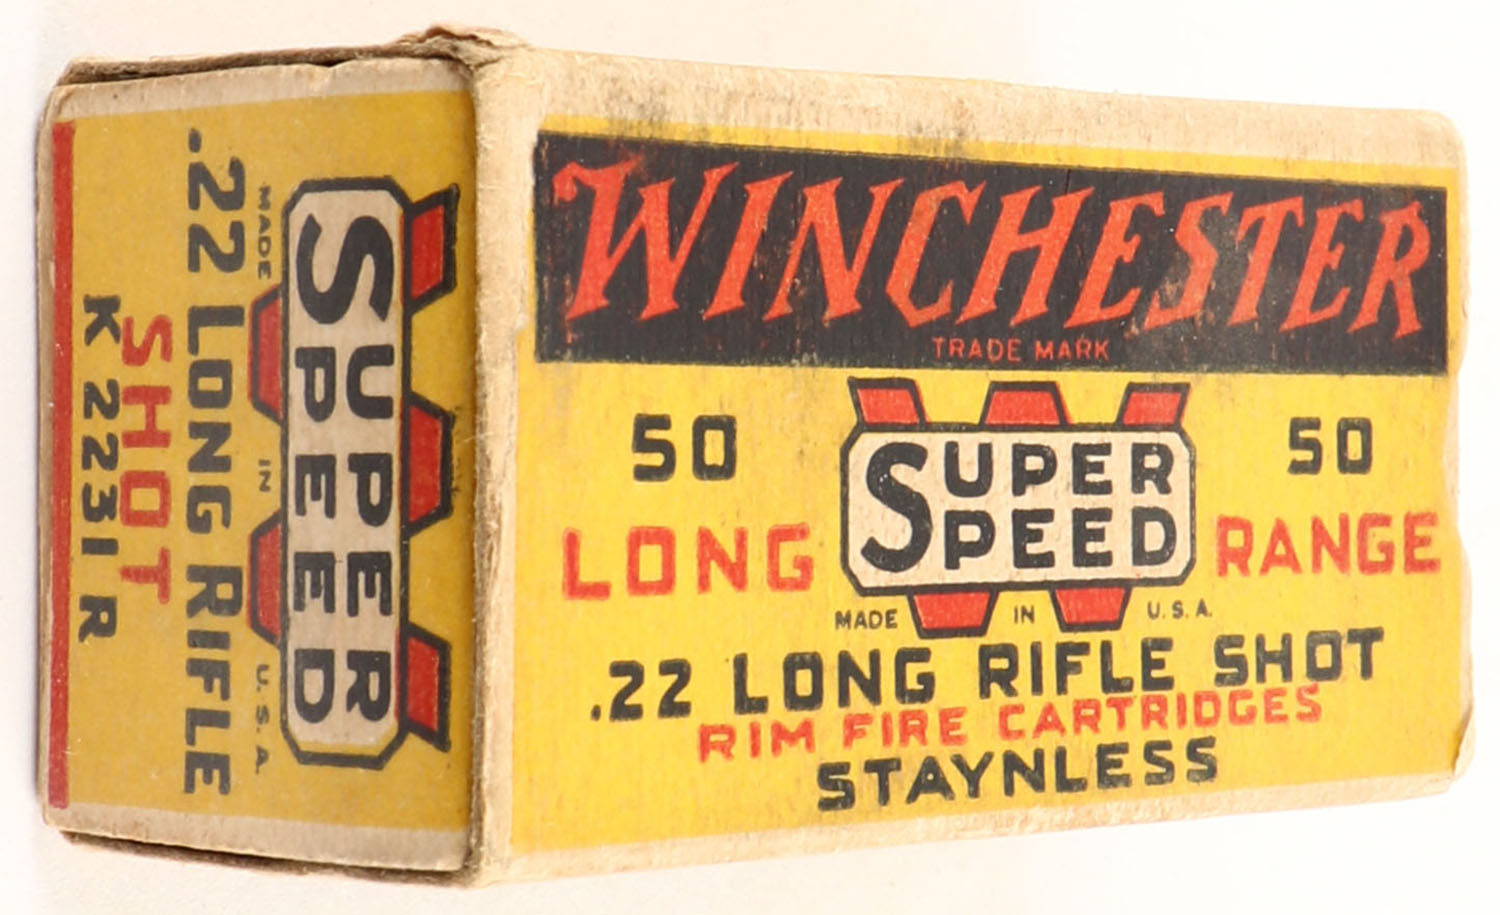 WINCHESTER
TRADE MARK
50 SUPER SPEED 50
LONG RANGE
MADE IN U.S.A.
.22 LONG RIFLE SHOT
RIM FIRE CARTRIDGES
STAYNLESS
SUPER
SPEED
MADE IN U.S.A.
.22 LONG RIFLE
SHOT
K 2231 R